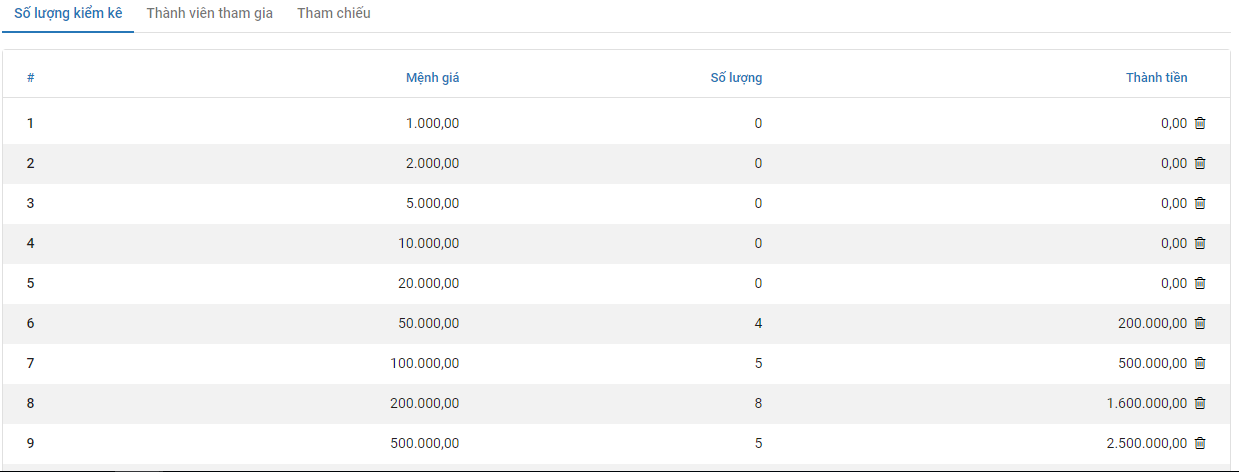 Số lượng kiểm kê Thành viên tham gia Tham chiếu
# Mệnh giá Số lượng Thành tiền
1 1.000,00 0 0,00
2 2.000,00 0 0,00
3 5.000,00 0 0,00
4 10.000,00 0 0,00
5 20.000,00 0 0,00
6 50.000,00 4 200.000,00
7 100.000,00 5 500.000,00
8 200.000,00 8 1.600.000,00
9 500.000,00 5 2.500.000,00